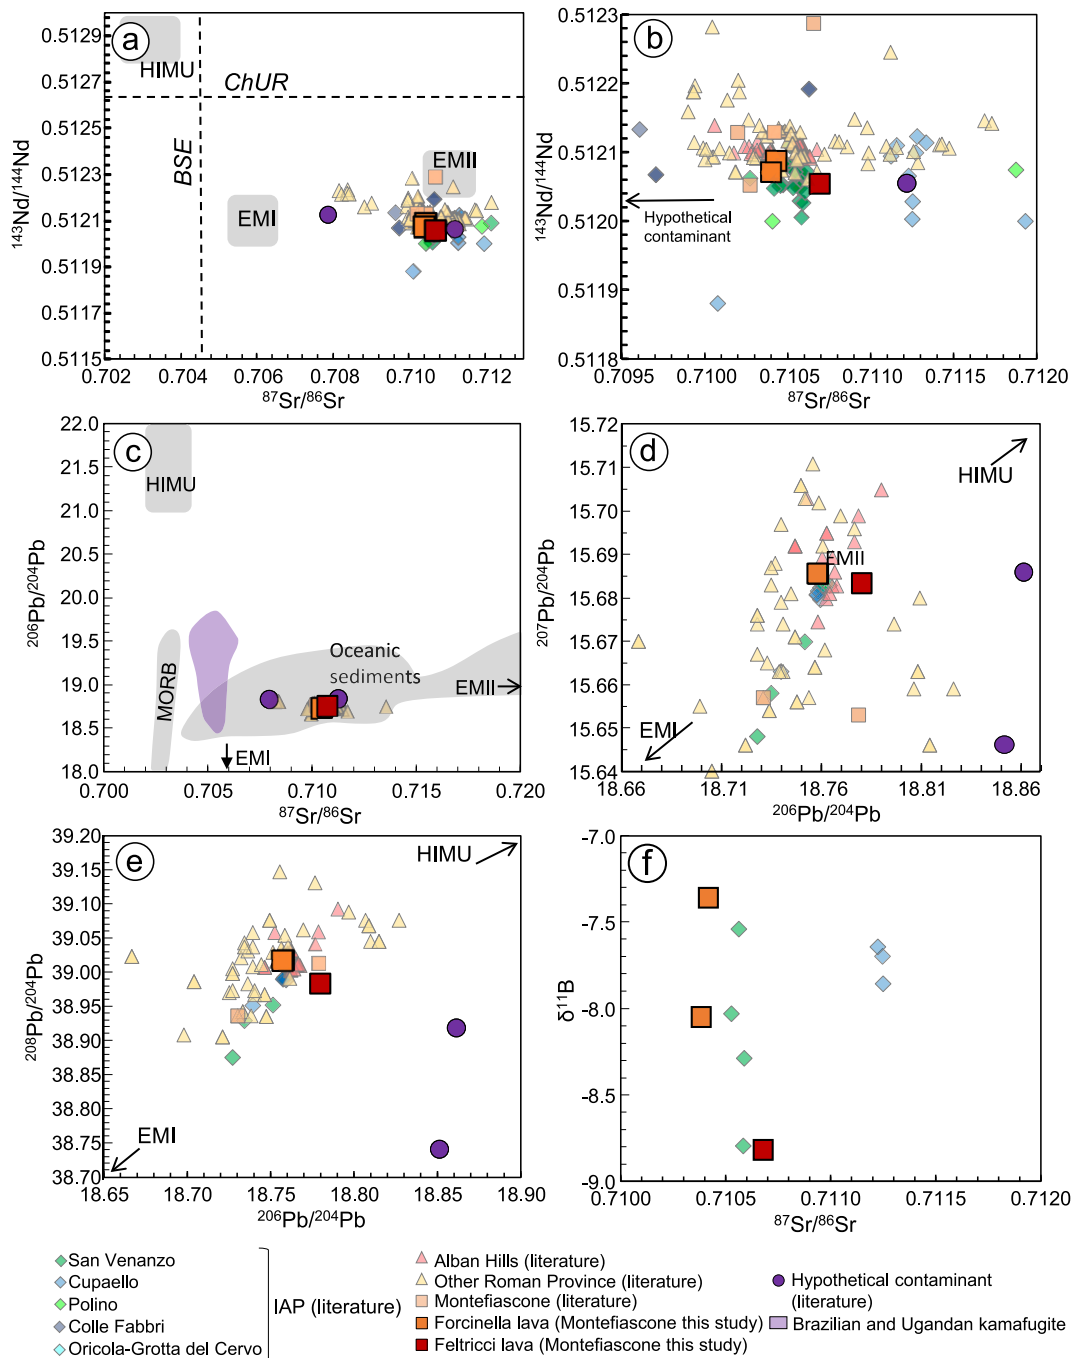 a
0.5129
0.5127
0.5125
0.5123
0.5121
0.5119
0.5117
0.5115
143Nd/144Nd
HIMU
ChUR
BSE
EMII
EMI
0.702 0.704 0.706 0.708 0.710 0.712
87Sr/86Sr
b
0.5123
0.5122
0.5121
0.5120
0.5119
0.5118
143Nd/144Nd
Hypothetical
contaminant
0.7095 0.7100 0.7105 0.7110 0.7115 0.7120
87Sr/86Sr
c
22.0
21.5
21.0
20.5
20.0
19.5
19.0
18.5
18.0
206Pb/204Pb
HIMU
MORB
Oceanic
sediments
EMII
EMI
0.700 0.705 0.710 0.715 0.720
87Sr/86Sr
d
15.72
15.71
15.70
15.69
15.68
15.67
15.66
15.65
15.64
207Pb/204Pb
HIMU
EMII
EMI
18.66 18.71 18.76 18.81 18.86
206Pb/204Pb
e
39.20
39.15
39.10
39.05
39.00
38.95
38.90
38.85
38.80
38.75
38.70
208Pb/204Pb
HIMU
EMI
18.65 18.70 18.75 18.80 18.85 18.90
206Pb/204Pb
f
-7.0
-7.5
-8.0
-8.5
-9.0
δ11B
0.7100 0.7105 0.7110 0.7115 0.7120
87Sr/86Sr
San Venanzo
Cupaello
Polino
Colle Fabbri
Oricola-Grotta del Cervo
IAP (literature)
Alban Hills (literature)
Other Roman Province (literature)
Montefiascone (literature)
Forcinella lava (Montefiascone this study)
Feltricci lava (Montefiascone this study)
Hypothetical contaminant
(literature)
Brazilian and Ugandan kamafugite